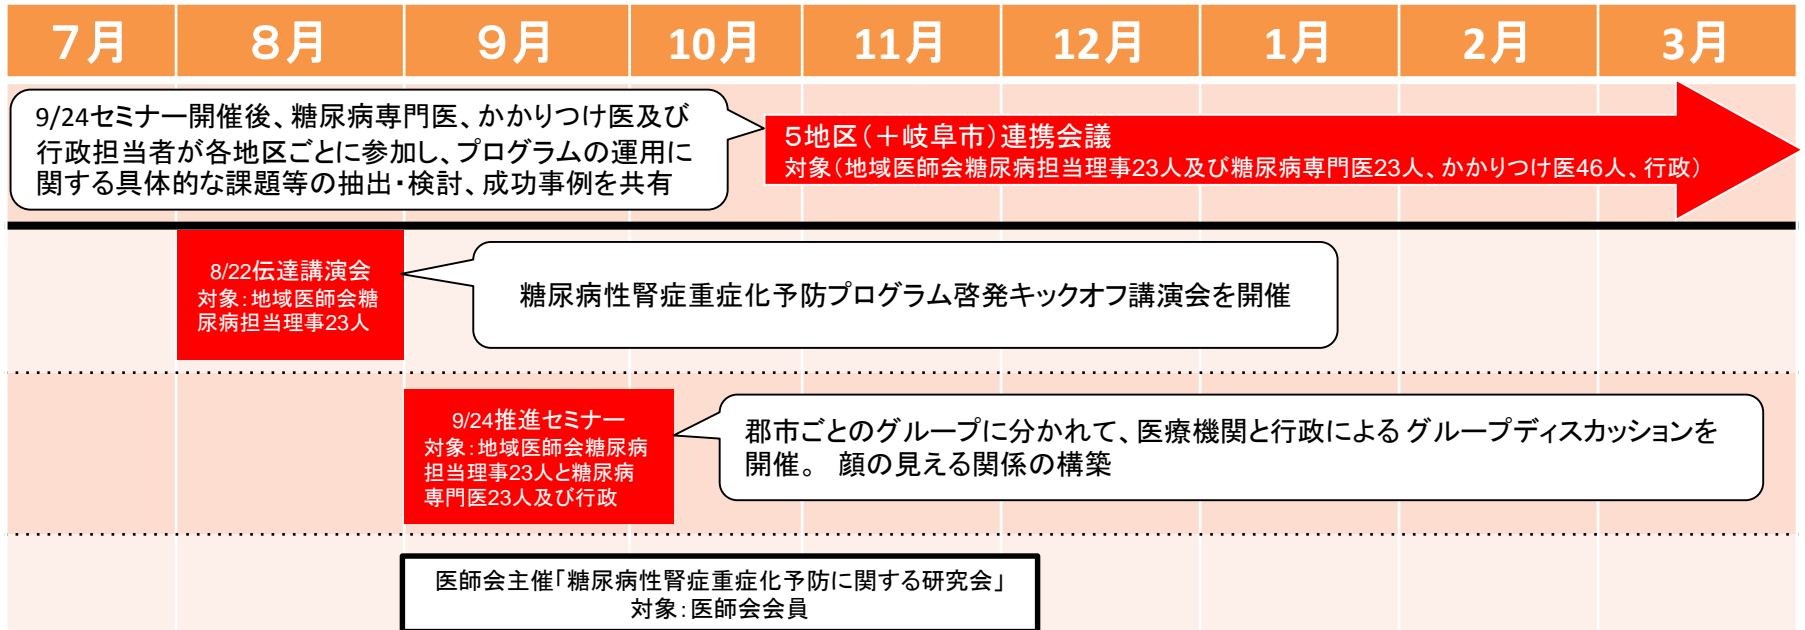 7月 8月 9月 10月 11月 12月 1月 2月 3月
9/24セミナー開催後、糖尿病専門医、かかりつけ医及び
行政担当者が各地区ごとに参加し、プログラムの運用に
関する具体的な課題等の抽出・検討、成功事例を共有
5地区(+岐阜市)連携会議
対象(地域医師会糖尿病担当理事23人及び糖尿病専門医23人、かかりつけ医46人、行政)
8/22伝達講演会
対象:地域医師会糖
尿病担当理事23人
糖尿病性腎症重症化予防プログラム啓発キックオフ講演会を開催
9/24推進セミナー
対象:地域医師会糖尿病
担当理事23人と糖尿病
専門医23人及び行政
郡市ごとのグループに分かれて、医療機関と行政によるグループディスカッションを
開催。 顔の見える関係の構築
医師会主催「糖尿病性腎症重症化予防に関する研究会」
対象:医師会会員